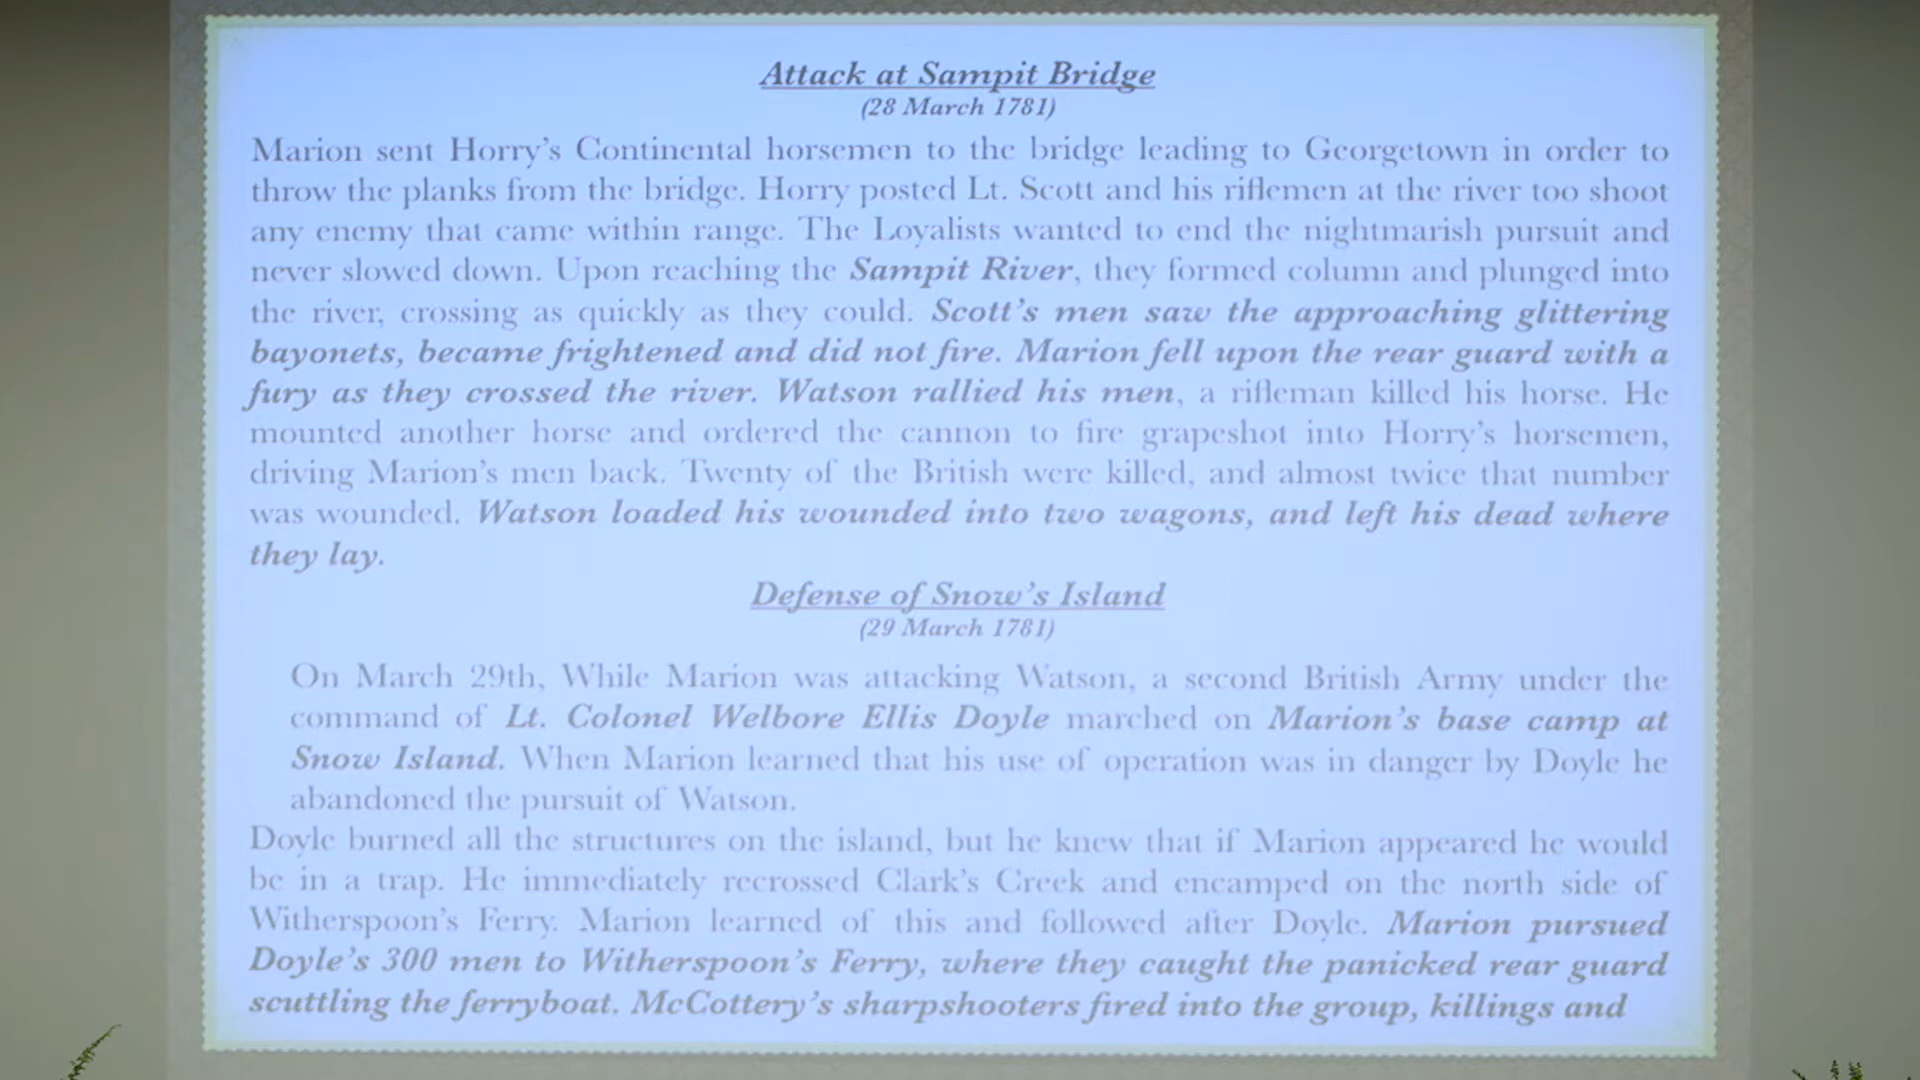 Attack at Sampit Bridge
(28 March 1781)
Marion sent Horry's Continental horsemen to the bridge leading to Georgetown in order to
throw the planks from the bridge. Horry posted Lt. Scott and his riflemen at the river too shoot
any enemy that came within range. The Loyalists wanted to end the nightmarish pursuit and
never slowed down. Upon reaching the Sampit River, they formed column and plunged into
the river, crossing as quickly as they could. Scott's men saw the approaching glittering
bayonets, became frightened and did not fire. Marion fell upon the rear guard with a
fury as they crossed the river. Watson rallied his men, a rifleman killed his horse. He
mounted another horse and ordered the cannon to fire grapeshot into Horry's horsemen,
driving Marion's men back. Twenty of the British were killed, and almost twice that number
was wounded. Watson loaded his wounded into two wagons, and left his dead where
they lay.
Defense of Snow's Island
(29 March 1781)
On March 29th, While Marion was attacking Watson, a second British Army under the
command of Lt. Colonel Welbore Ellis Doyle marched on Marion's base camp at
Snow Island. When Marion learned that his use of operation was in danger by Doyle he
abandoned the pursuit of Watson.
Doyle burned all the structures on the island, but he knew that if Marion appeared he would
be in a trap. He immediately recrossed Clark's Creek and encamped on the north side of
Witherspoon's Ferry. Marion learned of this and followed after Doyle. Marion pursued
Doyle's 300 men to Witherspoon's Ferry, where they caught the panicked rear guard
scuttling the ferryboat. McCottery's sharpshooters fired into the group, killings and